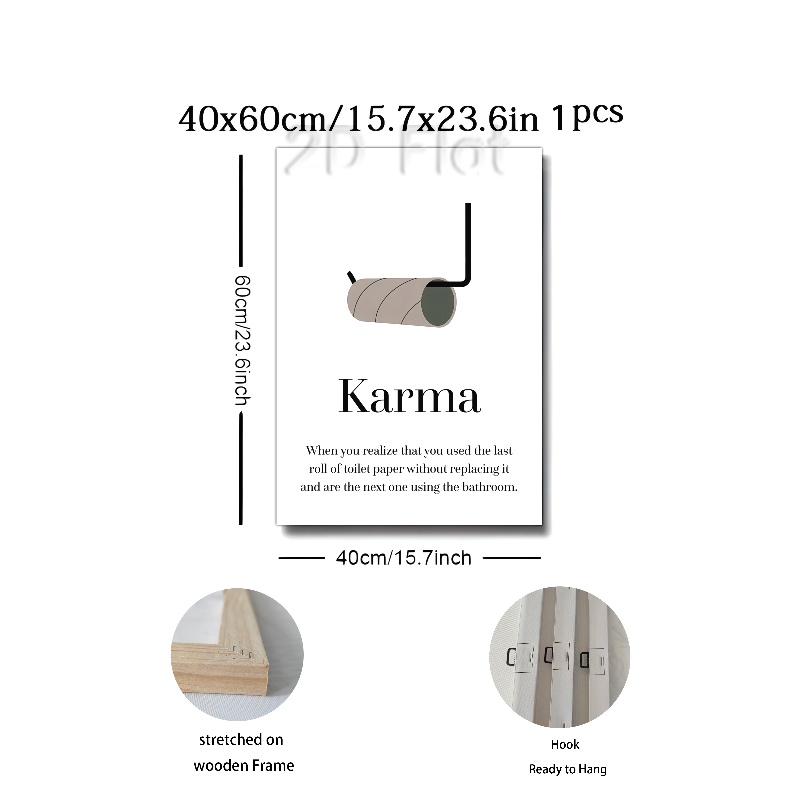 40x60cm/15.7x23.6in 1pcs
2D Flat
60cm/23.6inch
Karma
When you realize that you used the last
roll of toilet paper without replacing it
and are the next one using the bathroom.
40cm/15.7inch
stretched on
wooden Frame
Hook
Ready to Hang